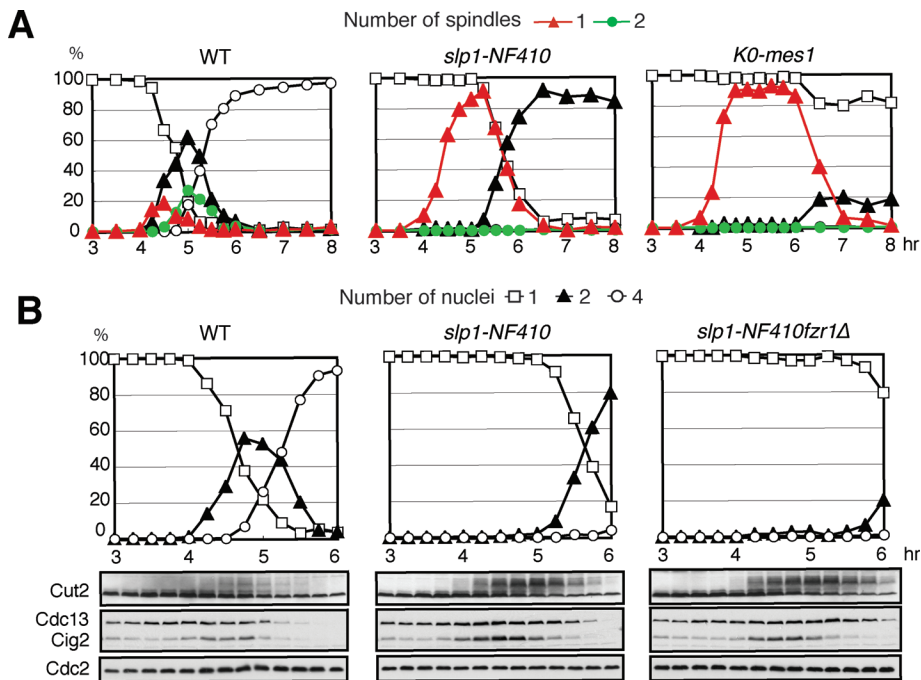 A
Number of spindles 1 2
WT slp1-NF410 K0-mes1
%
100
80
60
40
20
0
3 4 5 6 7 8 3 4 5 6 7 8 3 4 5 6 7 8 hr
B
Number of nuclei 1 2 4
WT slp1-NF410 slp1-NF410fzr1Δ
%
100
80
60
40
20
0
3 4 5 6 3 4 5 6 3 4 5 6 hr
Cut2
Cdc13
Cig2
Cdc2